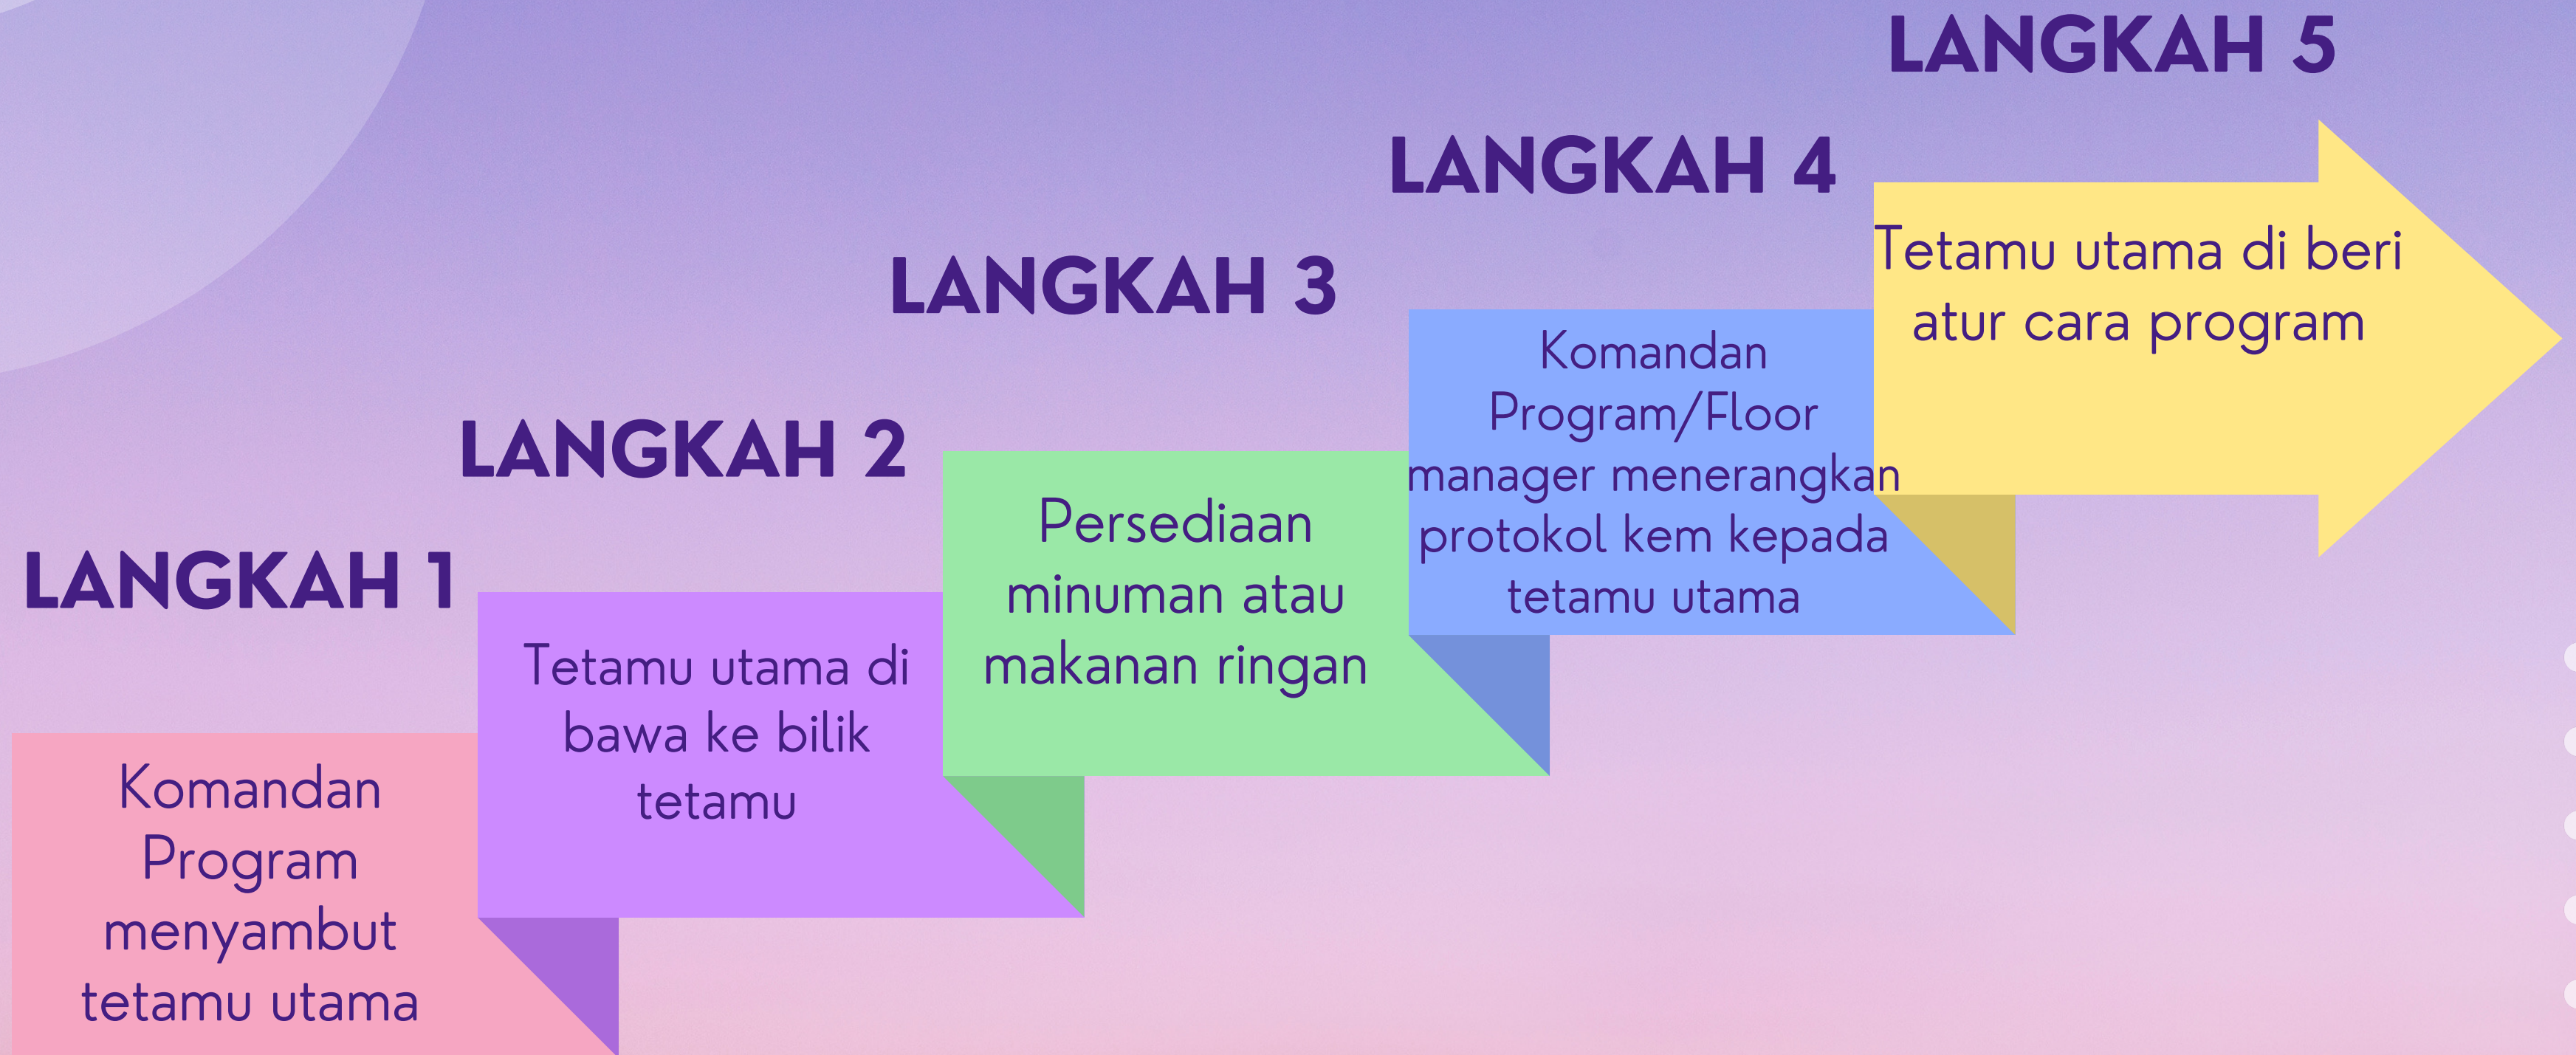 LANGKAH 1
Komandan
Program
menyambut
tetamu utama
LANGKAH 2
Tetamu utama di
bawa ke bilik
tetamu
LANGKAH 3
Persediaan
minuman atau
makanan ringan
LANGKAH 4
Komandan
Program/Floor
manager menerangkan
protokol kem kepada
tetamu utama
LANGKAH 5
Tetamu utama di beri
atur cara program